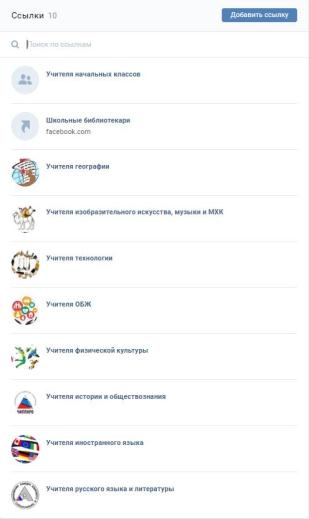 Ссылки 10
Добавить ссылку
Поиск по ссылкам
Учителя начальных классов
Школьные библиотекари
facebook.com
Учителя географии
Учителя изобразительного искусства, музыки и МХК
Учителя технологии
Учителя ОБЖ
Учителя физической культуры
Учителя истории и обществознания
Учителя иностранного языка
Учителя русского языка и литературы